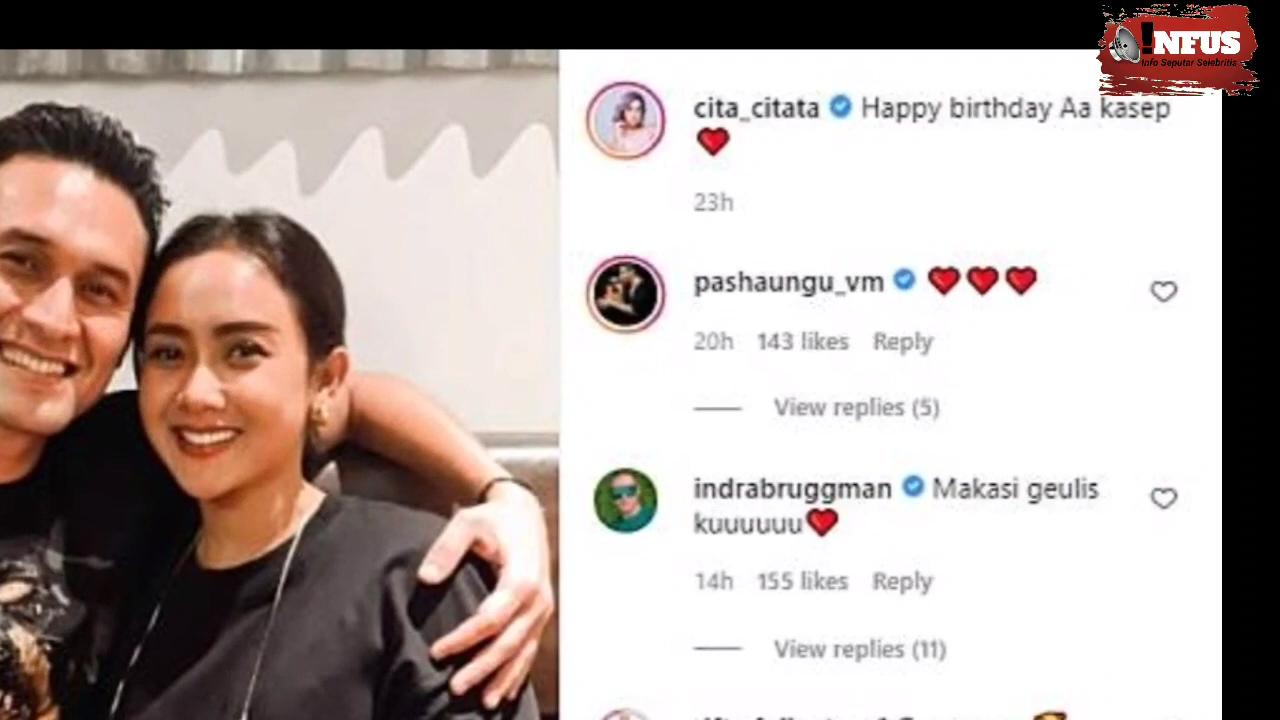 !NFUS
Info Seputar Selebritis
cita_citata Happy birthday Aa kasep
❤️
23h
pashaungu_vm ❤️❤️❤️
20h 143 likes Reply
View replies (5)
indrabruggman Makasi geulis
kuuuuuu❤️
14h 155 likes Reply
View replies (11)